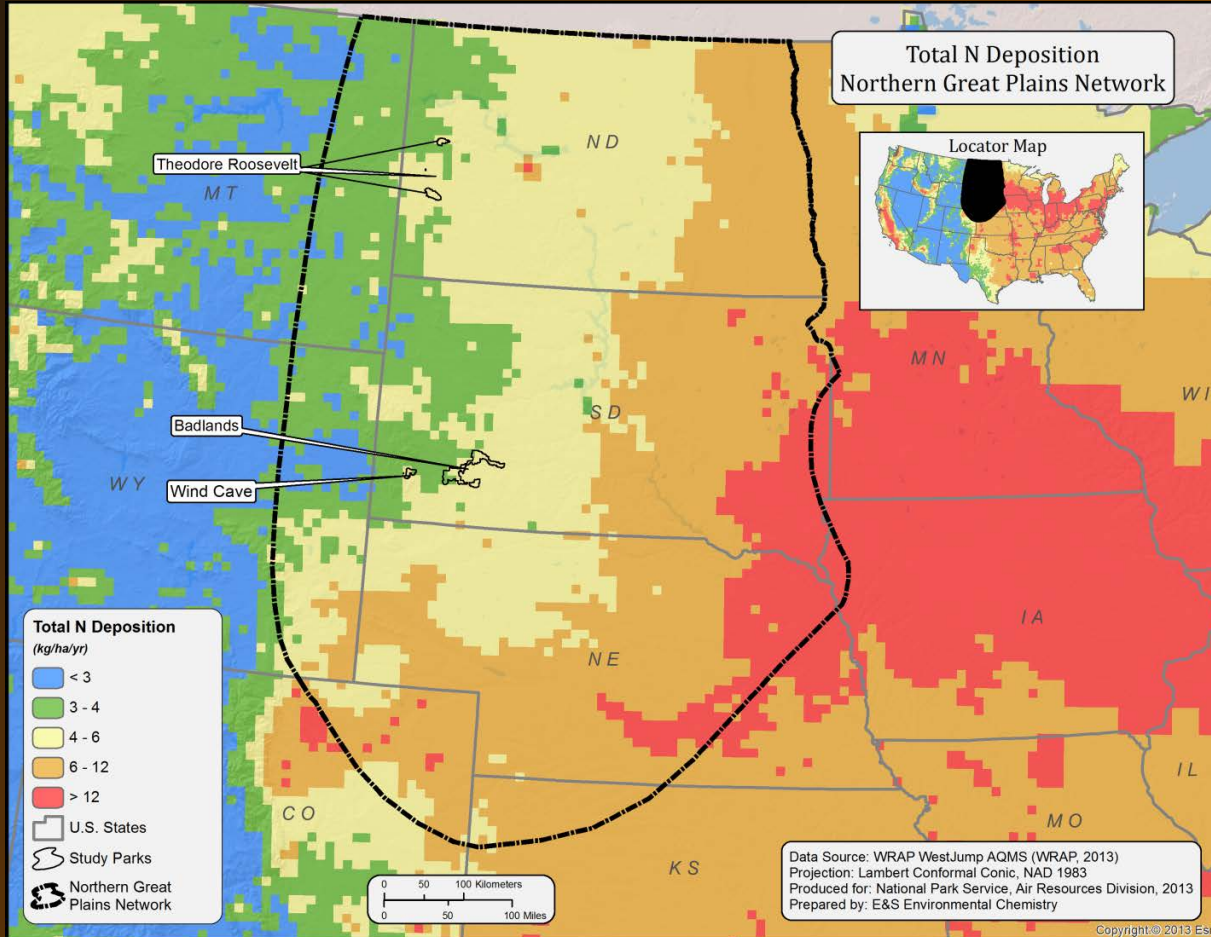 Total N Deposition
Northern Great Plains Network
Locator Map
Theodore Roosevelt
MT
ND
MN
WI
Badlands
SD
WY
Wind Cave
IA
NE
IL
CO
MO
KS
Total N Deposition
(kg/ha/yr)
< 3
3 - 4
4 - 6
6 - 12
> 12
U.S. States
Study Parks
Northern Great
Plains Network
0 50 100 Kilometers
0 50 100 Miles
Data Source: WRAP WestJump AQMS (WRAP, 2013)
Projection: Lambert Conformal Conic, NAD 1983
Produced for: National Park Service, Air Resources Division, 2013
Prepared by: E&S Environmental Chemistry
Copyright © 2013 Esr